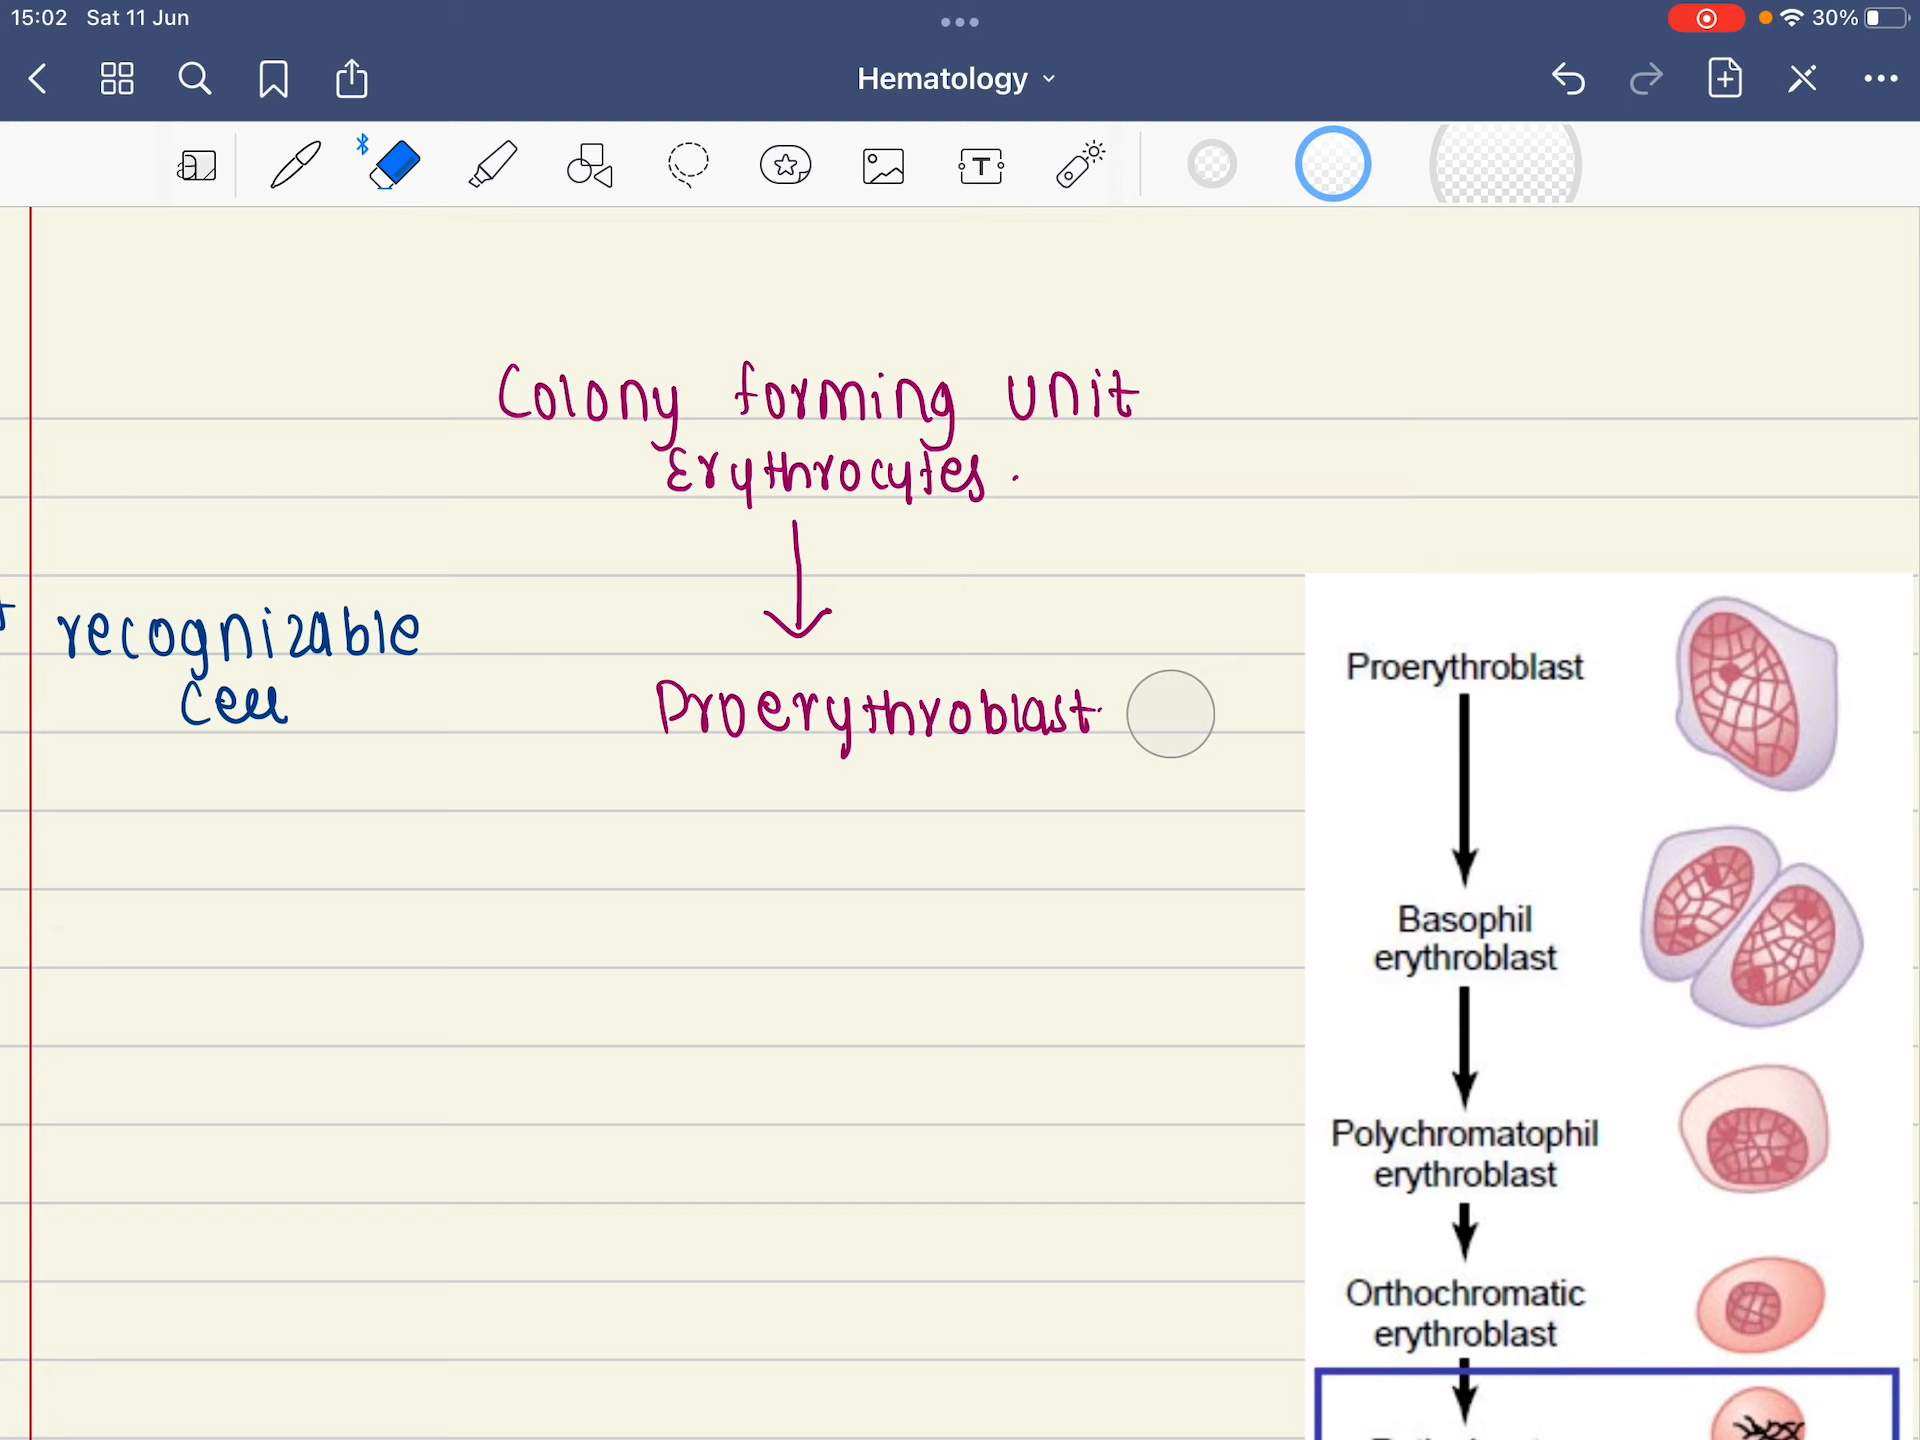 15:02 Sat 11 Jun
30%
Hematology
Colony forming unit
Erythrocytes.
recognizable
Cell
Proerythroblast.
Proerythroblast
Basophil
erythroblast
Polychromatophil
erythroblast
Orthochromatic
erythroblast